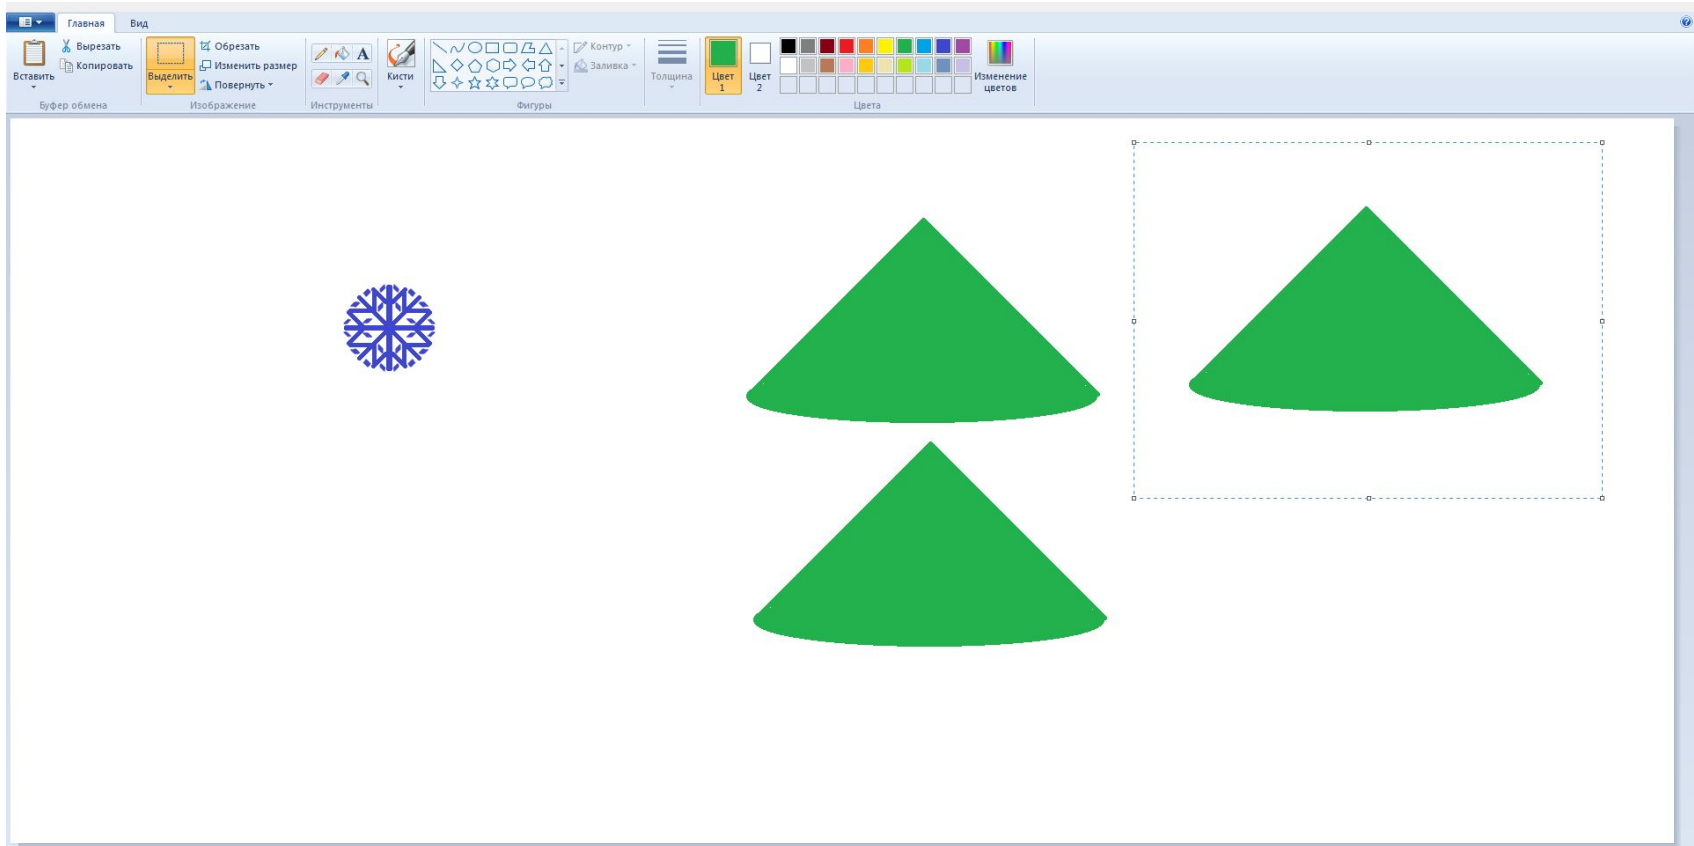 Главная Вид
Вставить
Вырезать
Копировать
Буфер обмена
Выделить
Обрезать
Изменить размер
Повернуть
Изображение
A
Инструменты
Кисти
Контур
Заливка
Фигуры
Толщина
Цвет 1
Цвет 2
Изменение
цветов
Цвета